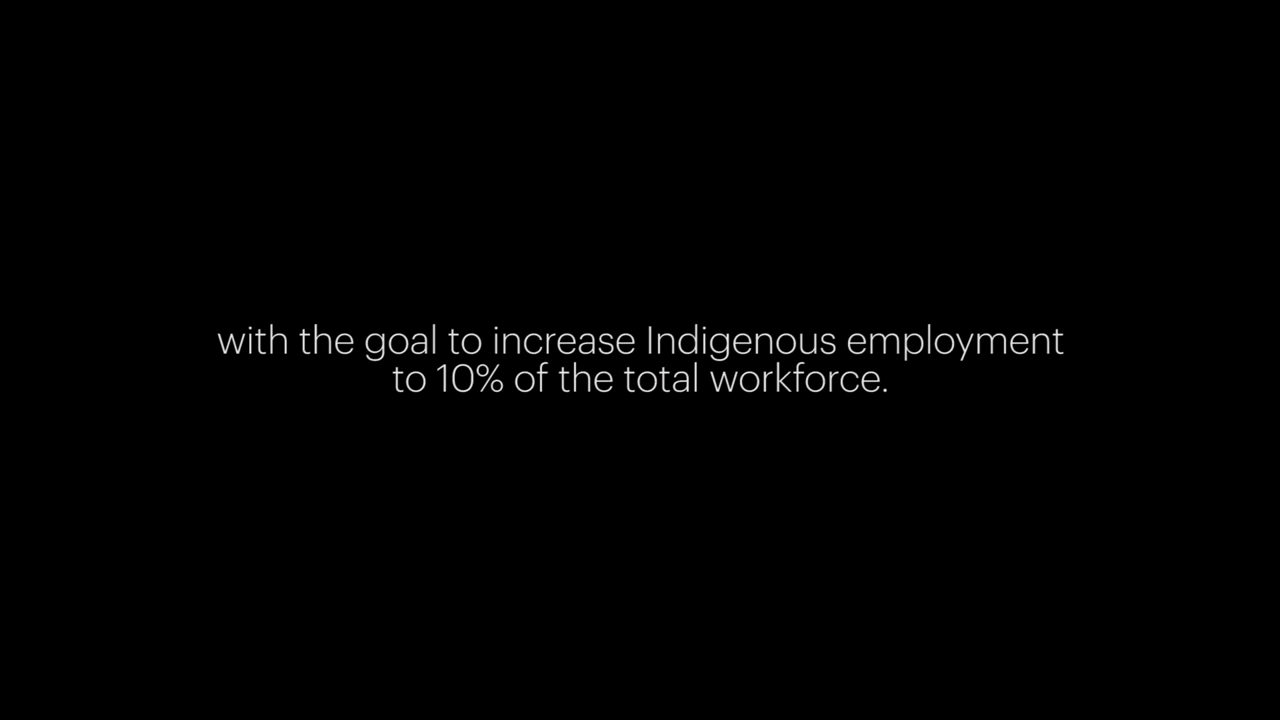 with the goal to increase Indigenous employment
to 10% of the total workforce.